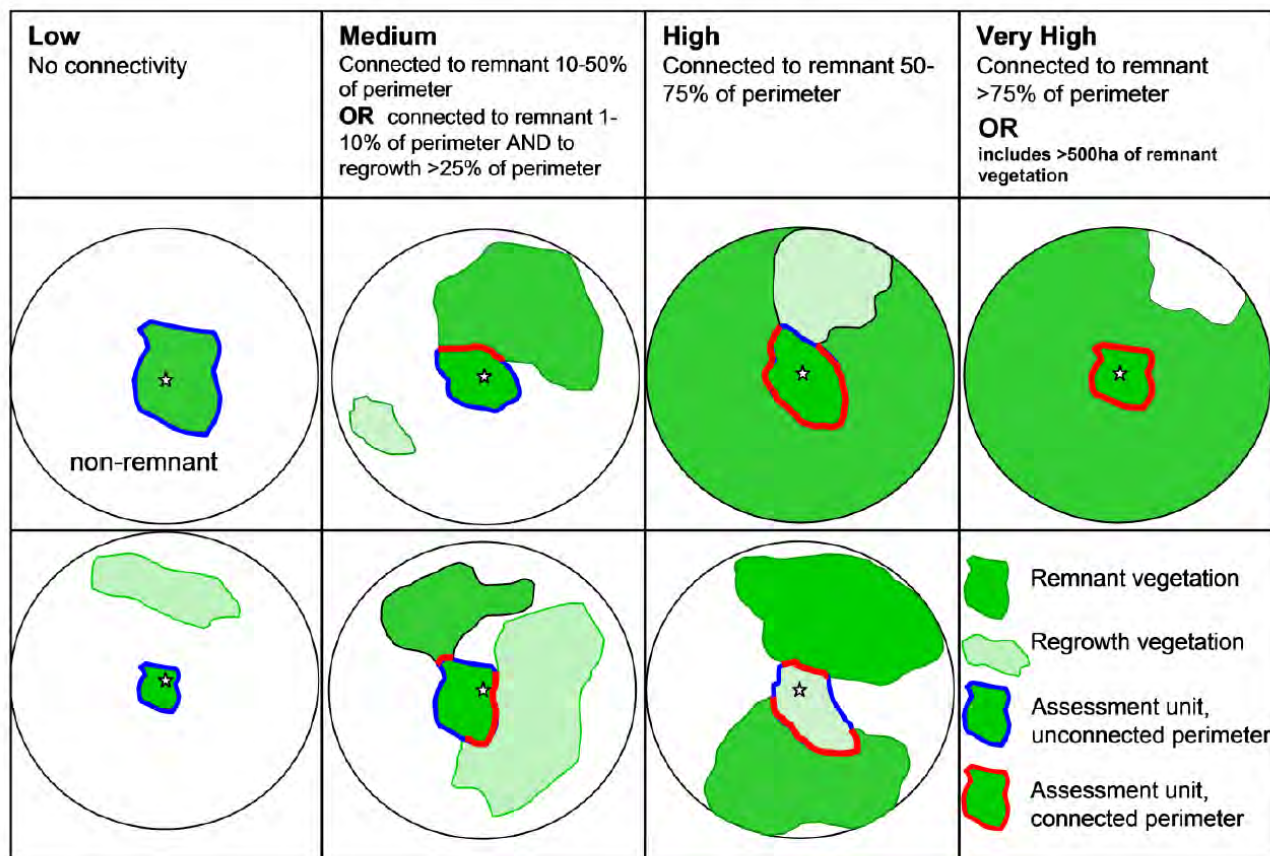 Low
No connectivity
Medium
Connected to remnant 10-50%
of perimeter
OR connected to remnant 1-
10% of perimeter AND to
regrowth >25% of perimeter
High
Connected to remnant 50-
75% of perimeter
Very High
Connected to remnant
>75% of perimeter
OR
includes >500ha of remnant
vegetation
non-remnant
Remnant vegetation
Regrowth vegetation
Assessment unit,
unconnected perimeter
Assessment unit,
connected perimeter